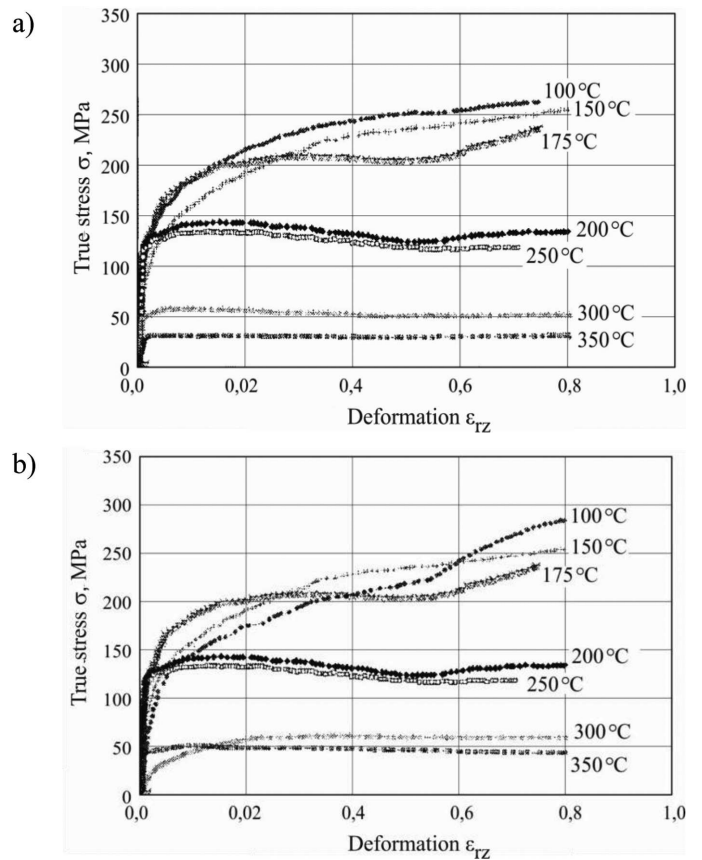 a)
350
300
250
200
150
100
50
0
True stress σ, MPa
100°C
150°C
175°C
200°C
250°C
300°C
350°C
0,0 0,02 0,4 0,6 0,8 1,0
Deformation εrz
b)
350
300
250
200
150
100
50
0
True stress σ, MPa
100°C
150°C
175°C
200°C
250°C
300°C
350°C
0,0 0,02 0,4 0,6 0,8 1,0
Deformation εrz